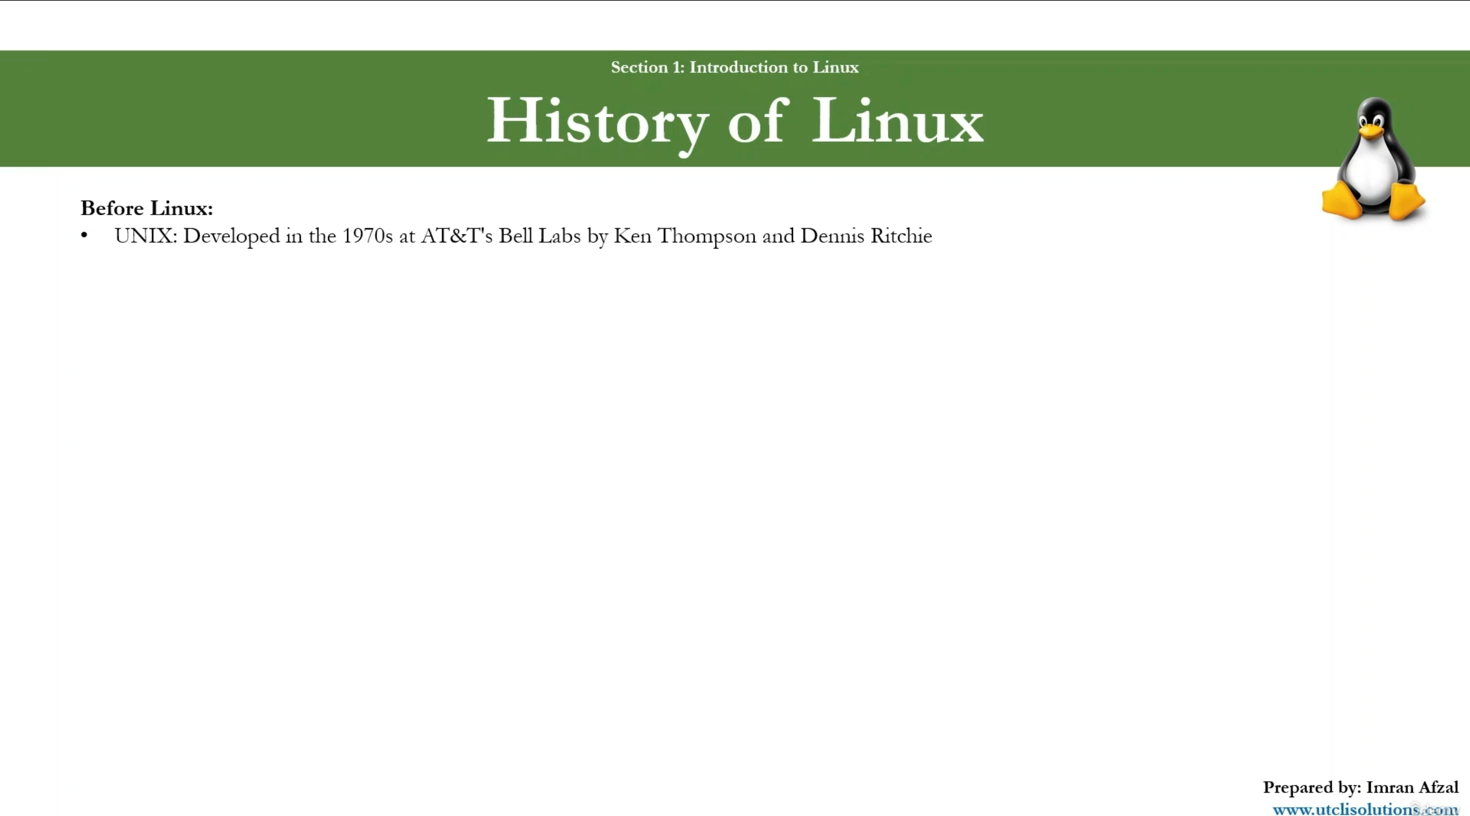 Section 1: Introduction to Linux
History of Linux
Before Linux:
• UNIX: Developed in the 1970s at AT&T's Bell Labs by Ken Thompson and Dennis Ritchie
Prepared by: Imran Afzal
www.utclisolutions.com